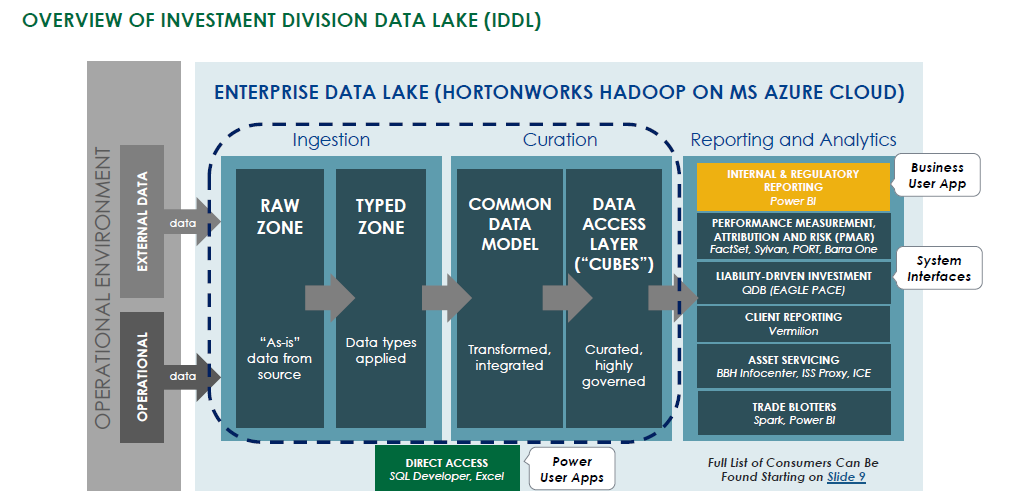 OVERVIEW OF INVESTMENT DIVISION DATA LAKE (IDDL)
ENTERPRISE DATA LAKE (HORTONWORKS HADOOP ON MS AZURE CLOUD)
OPERATIONAL ENVIRONMENT
EXTERNAL DATA
data
OPERATIONAL
data
Ingestion
RAW
ZONE
"As-is"
data from
source
TYPED
ZONE
Data types
applied
Curation
COMMON
DATA
MODEL
Transformed,
integrated
DATA
ACCESS
LAYER
("CUBES")
Curated,
highly
governed
Reporting and Analytics
INTERNAL & REGULATORY
REPORTING
Power BI
Business
User App
PERFORMANCE MEASUREMENT,
ATTRIBUTION AND RISK (PMAR)
FactSet, Sylvan, PORT, Barra One
System
Interfaces
LIABILITY-DRIVEN INVESTMENT
QDB (EAGLE PACE)
CLIENT REPORTING
Vermilion
ASSET SERVICING
BBH Infocenter, ISS Proxy, ICE
TRADE BLOTTERS
Spark, Power BI
DIRECT ACCESS
SQL Developer, Excel
Power
User Apps
Full List of Consumers Can Be
Found Starting on Slide 9